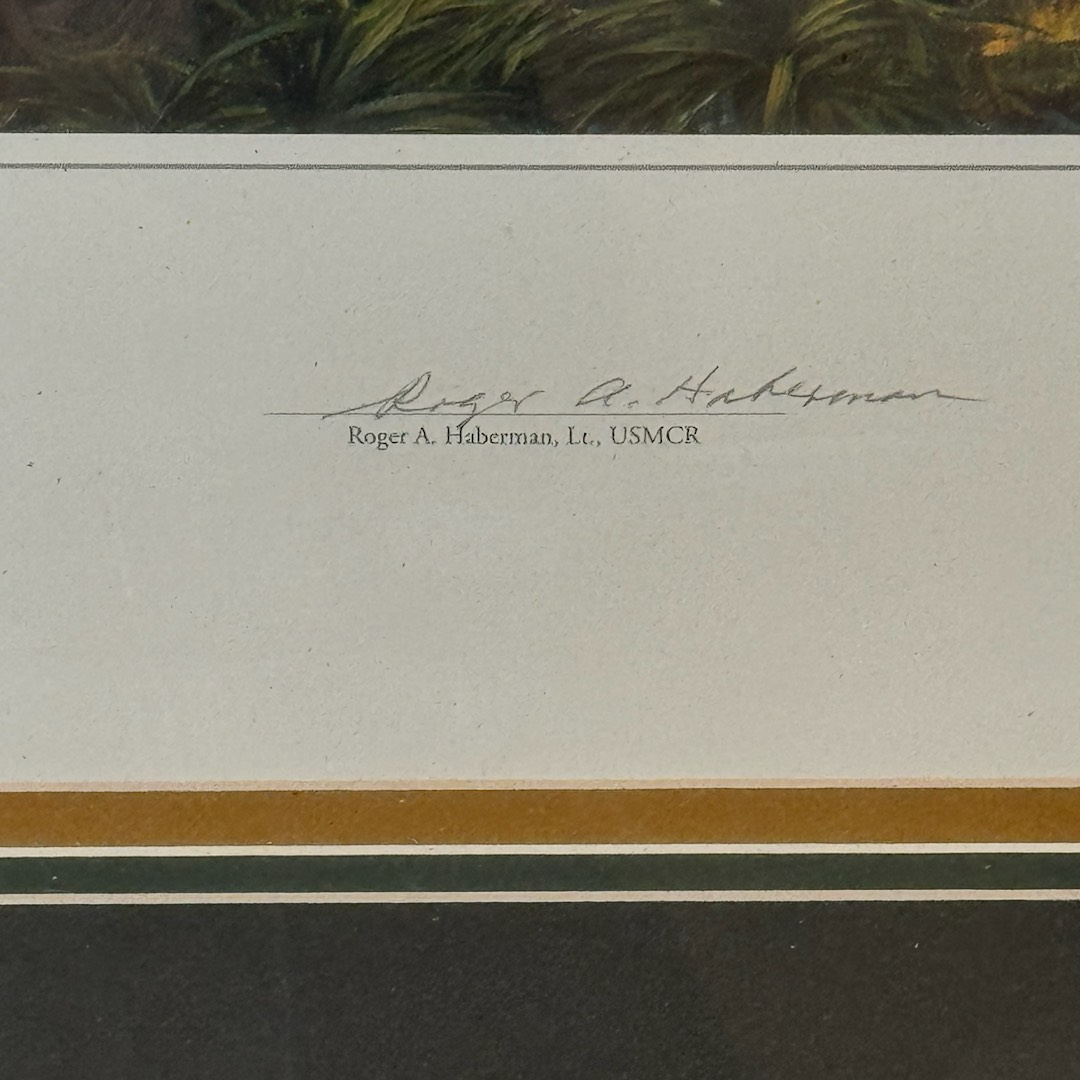 Roger A. Haberman
Roger A. Haberman, Lt., USMCR